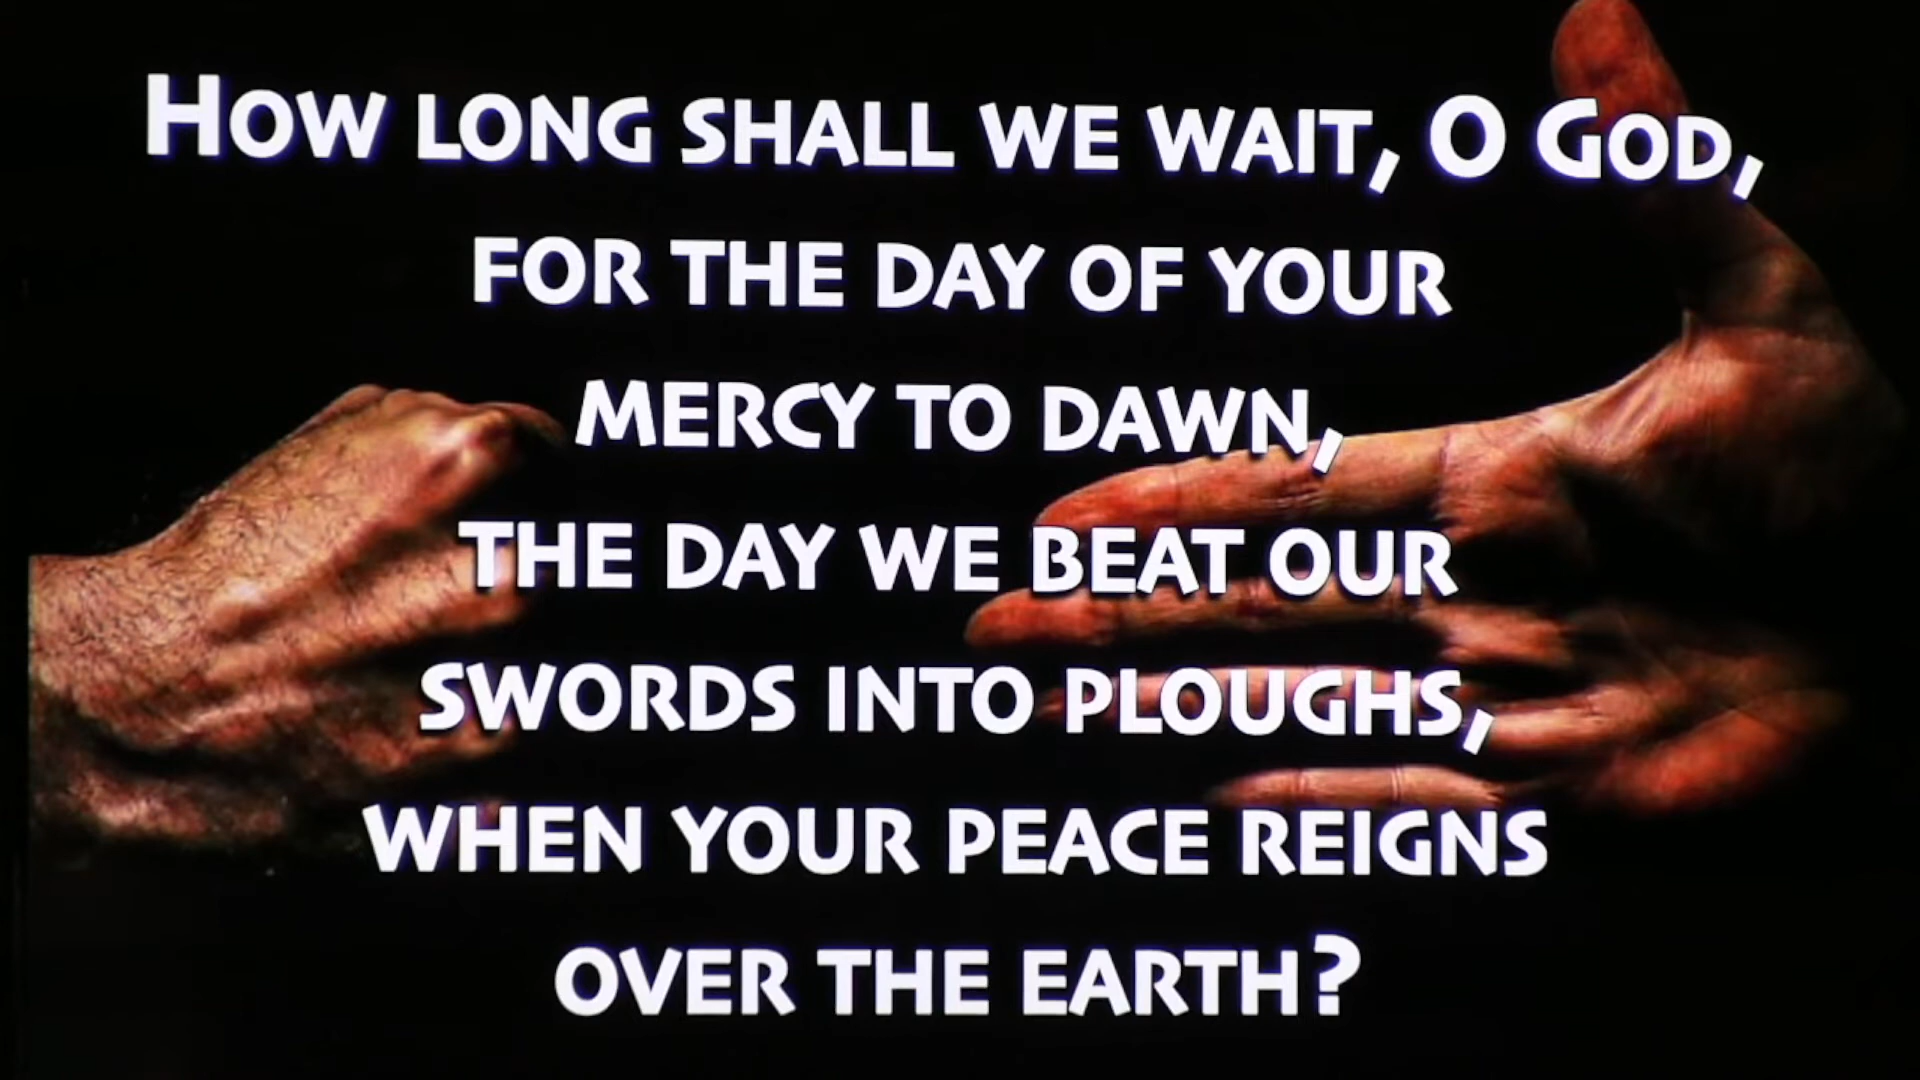 How long shall we wait, O God,
for the day of your
mercy to dawn,
the day we beat our
swords into ploughs,
when your peace reigns
over the earth?